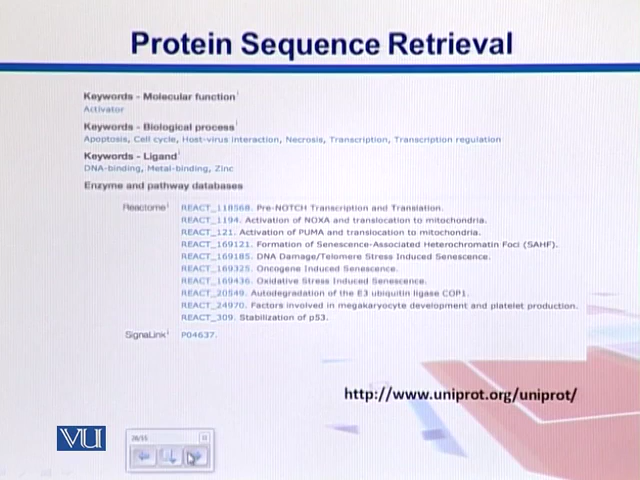 Protein Sequence Retrieval
Keywords - Molecular function
Activator
Keywords - Biological process
Apoptosis, Cell cycle, Host-virus interaction, Necrosis, Transcription, Transcription regulation
Keywords - Ligand
DNA-binding, Metal-binding, Zinc
Enzyme and pathway databases
Reactome REACT_118568. Pre-NOTCH Transcription and Translation.
REACT_1194. Activation of NOXA and translocation to mitochondria.
REACT_121. Activation of PUMA and translocation to mitochondria.
REACT_169121. Formation of Senescence-Associated Heterochromatin Foci (SAHF).
REACT_169185. DNA Damage/Telomere Stress Induced Senescence.
REACT_169325. Oncogene Induced Senescence.
REACT_169436. Oxidative Stress Induced Senescence.
REACT_20549. Autodegradation of the E3 ubiquitin ligase COP1.
REACT_24970. Factors involved in megakaryocyte development and platelet production.
REACT_309. Stabilization of p53.
SignaLink P04637.
http://www.uniprot.org/uniprot/
VU